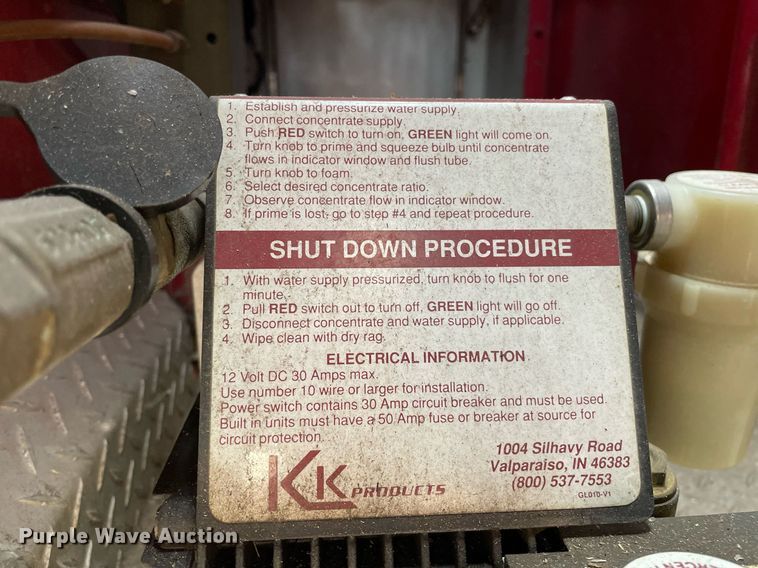 1. Establish and pressurize water supply.
2. Connect concentrate supply.
3. Push RED switch to turn on, GREEN light will come on.
4. Turn knob to prime and squeeze bulb until concentrate
flows in indicator window and flush tube.
5. Turn knob to foam.
6. Select desired concentrate ratio.
7. Observe concentrate flow in indicator window.
8. If prime is lost, go to step #4 and repeat procedure.
SHUT DOWN PROCEDURE
1. With water supply pressurized, turn knob to flush for one
minute.
2. Pull RED switch out to turn off, GREEN light will go off.
3. Disconnect concentrate and water supply, if applicable.
4. Wipe clean with dry rag.
ELECTRICAL INFORMATION
12 Volt DC 30 Amps max.
Use number 10 wire or larger for installation.
Power switch contains 30 Amp circuit breaker and must be used.
Built in units must have a 50 Amp fuse or breaker at source for
circuit protection.
1004 Silhavy Road
Valparaiso, IN 46383
(800) 537-7553
KK PRODUCTS
GL010-V1
Purple Wave Auction